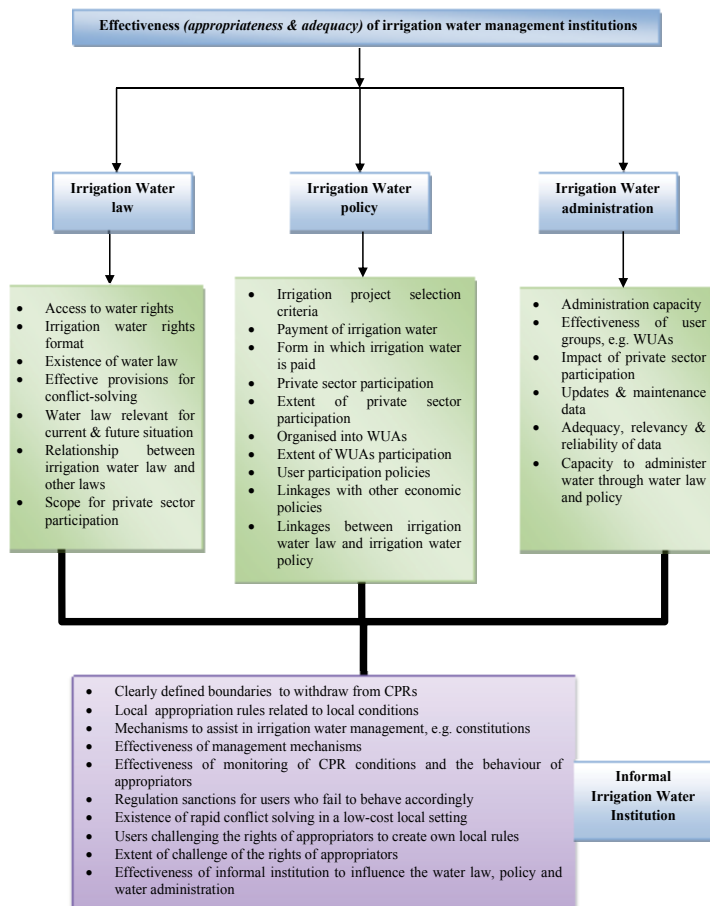 Effectiveness (appropriateness & adequacy) of irrigation water management institutions
Irrigation Water
law
Irrigation Water
policy
Irrigation Water
administration
• Access to water rights
• Irrigation water rights
format
• Existence of water law
• Effective provisions for
conflict-solving
• Water law relevant for
current & future situation
• Relationship between
irrigation water law and
other laws
• Scope for private sector
participation
• Irrigation project selection
criteria
• Payment of irrigation water
• Form in which irrigation water
is paid
• Private sector participation
• Extent of private sector
participation
• Organised into WUAs
• Extent of WUAs participation
• User participation policies
• Linkages with other economic
policies
• Linkages between irrigation
water law and irrigation water
policy
• Administration capacity
• Effectiveness of user
groups, e.g. WUAs
• Impact of private sector
participation
• Updates & maintenance
data
• Adequacy, relevancy &
reliability of data
• Capacity to administer
water through water law
and policy
• Clearly defined boundaries to withdraw from CPRs
• Local appropriation rules related to local conditions
• Mechanisms to assist in irrigation water management, e.g. constitutions
• Effectiveness of management mechanisms
• Effectiveness of monitoring of CPR conditions and the behaviour of
appropriators
• Regulation sanctions for users who fail to behave accordingly
• Existence of rapid conflict solving in a low-cost local setting
• Users challenging the rights of appropriators to create own local rules
• Extent of challenge of the rights of appropriators
• Effectiveness of informal institution to influence the water law, policy and
water administration
Informal
Irrigation Water
Institution